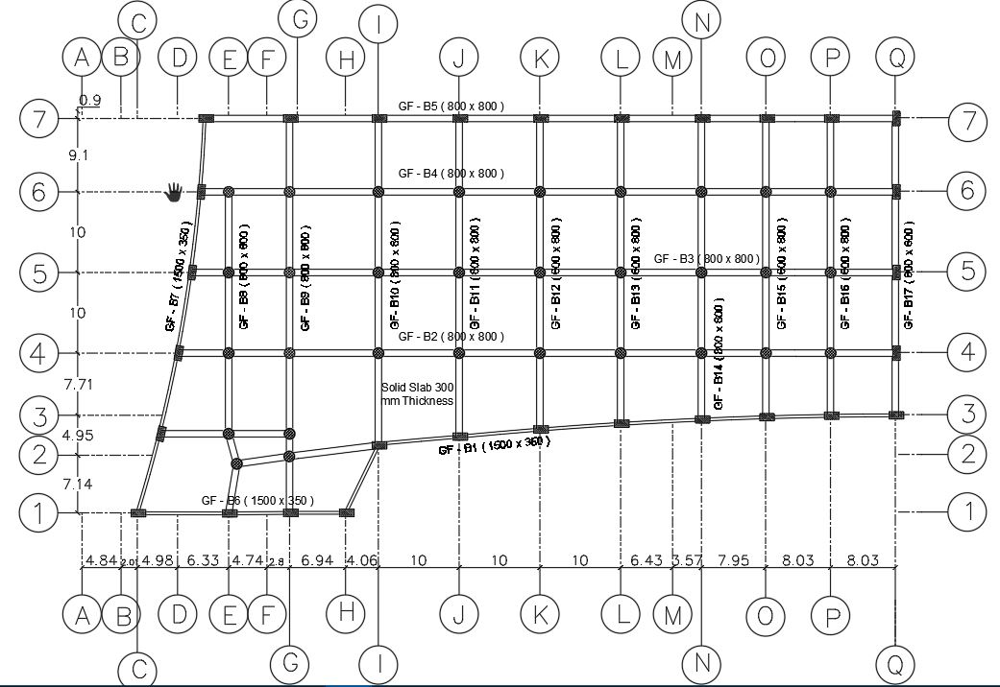 C G I N
A B D E F H J K L M O P Q
0.9
GF - B5 ( 800 x 800 )
7 7
9.1
GF - B4 ( 800 x 800 )
6 6
10
GF - B7 ( 1500 x 350 )
GF - B8 ( 800 x 600 )
GF - B9 ( 800 x 800 )
GF- B10 ( 800 x 600 )
GF - B11 ( 600 x 800 )
GF - B12 ( 600 x 800 )
GF - B13 ( 600 x 800 )
GF - B15 ( 600 x 800 )
GF - B16 ( 600 x 800 )
GF - B17 ( 600 x 600 )
GF - B3 ( 800 x 800 )
5 5
10
GF - B14 ( 800 x 800 )
GF - B2 ( 800 x 800 )
4 4
7.71
Solid Slab 300
mm Thickness
3 3
4.95
GF - B1 ( 1500 x 350 )
2 2
7.14
GF - B6 ( 1500 x 350 )
1 1
4.84 2.01 4.98 6.33 4.74 2.8 6.94 4.06 10 10 10 6.43 3.57 7.95 8.03 8.03
A B D E F H J K L M O P
C G I N Q